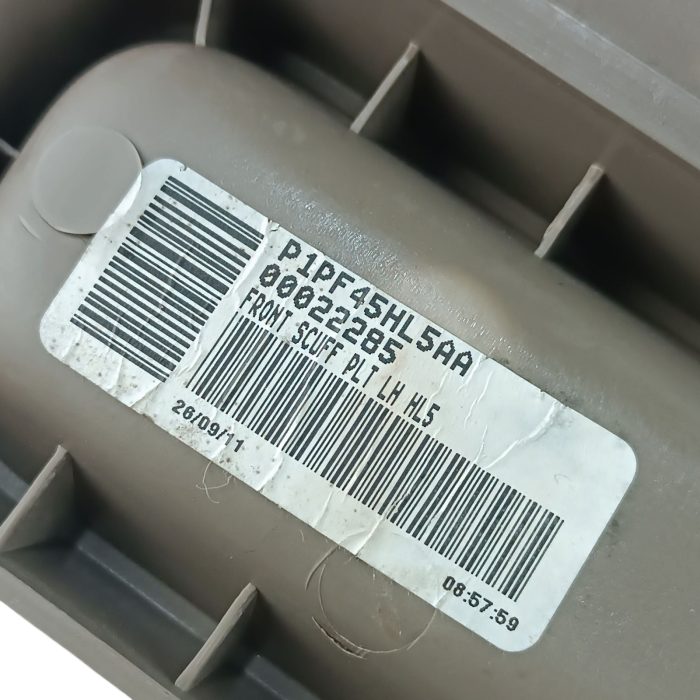 P1PF45HL5AA
00022285
FRONT SCUFF PLT LH HL5
26/09/11
08:57:59